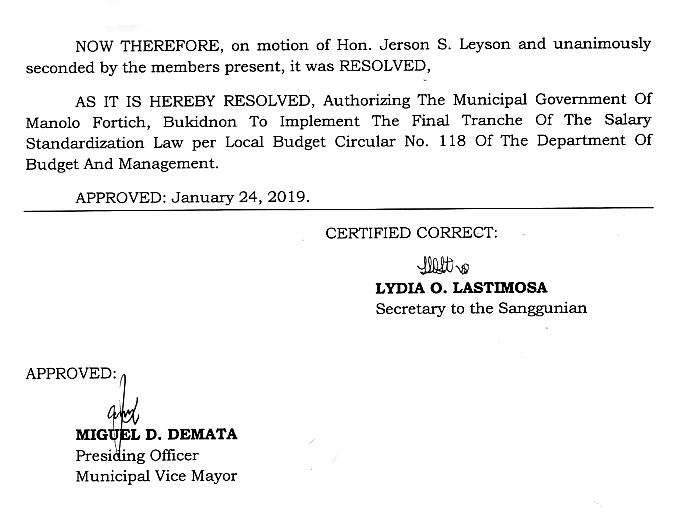 NOW THEREFORE, on motion of Hon. Jerson S. Leyson and unanimously
seconded by the members present, it was RESOLVED,
AS IT IS HEREBY RESOLVED, Authorizing The Municipal Government Of
Manolo Fortich, Bukidnon To Implement The Final Tranche Of The Salary
Standardization Law per Local Budget Circular No. 118 Of The Department Of
Budget And Management.
APPROVED: January 24, 2019.
CERTIFIED CORRECT:
LYDIA O. LASTIMOSA
Secretary to the Sanggunian
APPROVED:
MIGUEL D. DEMATA
Presiding Officer
Municipal Vice Mayor